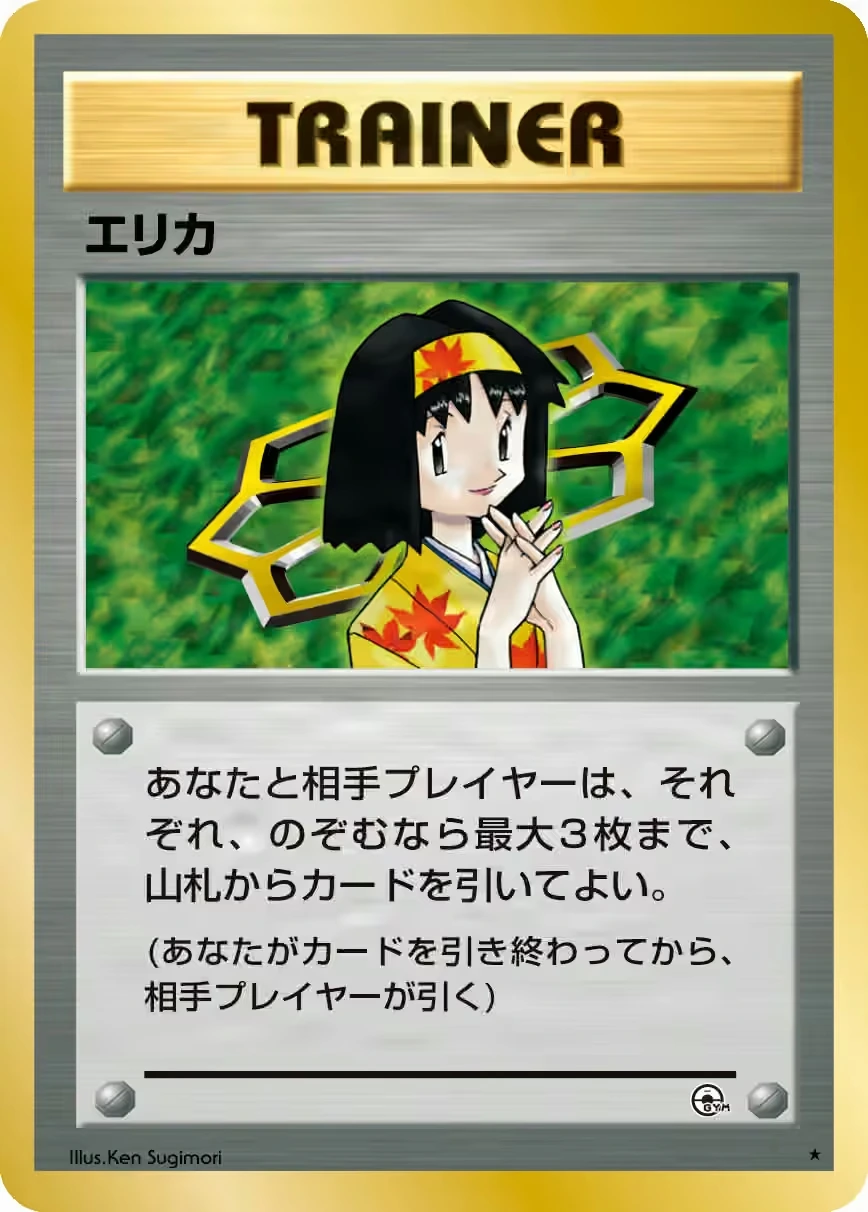 TRAINER
エリカ
あなたと相手プレイヤーは、それ
ぞれ、のぞむなら最大3枚まで、
山札からカードを引いてよい。
(あなたがカードを引き終わってから、
相手プレイヤーが引く)
GYM
Illus.Ken Sugimori ★